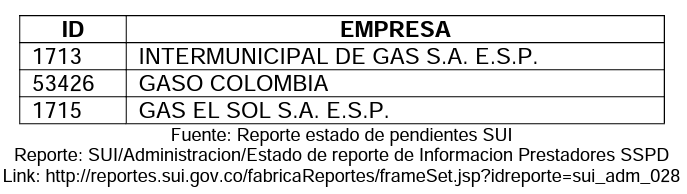 ID EMPRESA
1713 INTERMUNICIPAL DE GAS S.A. E.S.P.
53426 GASO COLOMBIA
1715 GAS EL SOL S.A. E.S.P.
Fuente: Reporte estado de pendientes SUI
Reporte: SUI/Administracion/Estado de reporte de Informacion Prestadores SSPD
Link: http://reportes.sui.gov.co/fabricaReportes/frameSet.jsp?idreporte=sui_adm_028